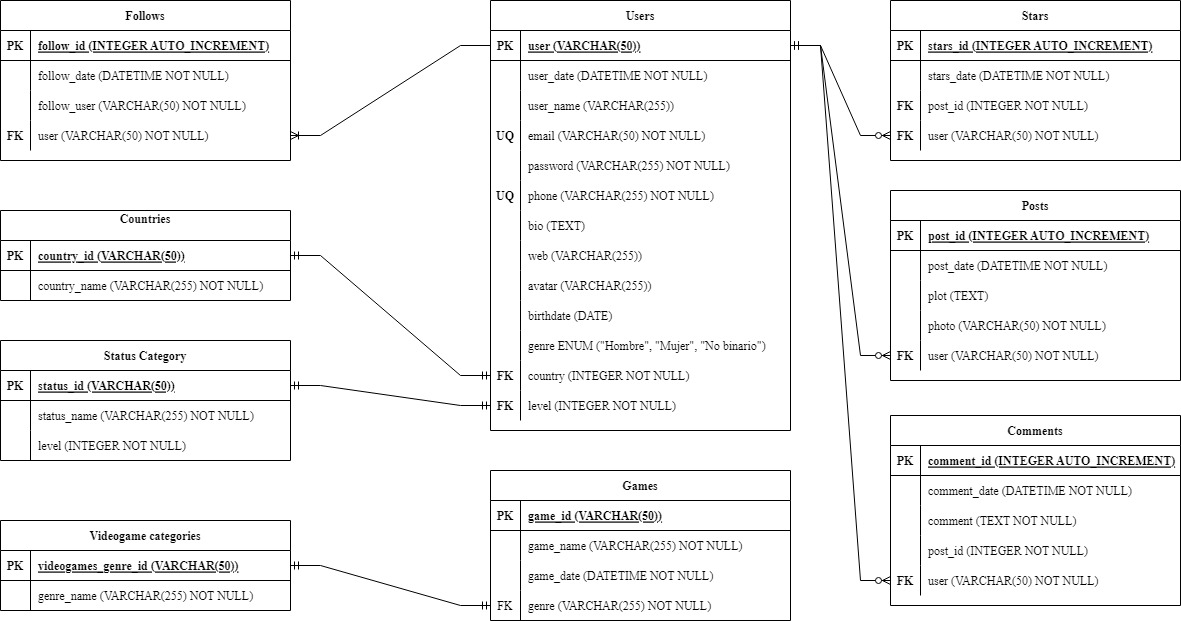 Follows
PK follow_id (INTEGER AUTO_INCREMENT)
follow_date (DATETIME NOT NULL)
follow_user (VARCHAR(50) NOT NULL)
FK user (VARCHAR(50) NOT NULL)
Countries
PK country_id (VARCHAR(50))
country_name (VARCHAR(255) NOT NULL)
Status Category
PK status_id (VARCHAR(50))
status_name (VARCHAR(255) NOT NULL)
level (INTEGER NOT NULL)
Videogame categories
PK videogames_genre_id (VARCHAR(50))
genre_name (VARCHAR(255) NOT NULL)
Users
PK user (VARCHAR(50))
user_date (DATETIME NOT NULL)
user_name (VARCHAR(255))
UQ email (VARCHAR(50) NOT NULL)
password (VARCHAR(255) NOT NULL)
UQ phone (VARCHAR(255) NOT NULL)
bio (TEXT)
web (VARCHAR(255))
avatar (VARCHAR(255))
birthdate (DATE)
genre ENUM ("Hombre", "Mujer", "No binario")
FK country (INTEGER NOT NULL)
FK level (INTEGER NOT NULL)
Games
PK game_id (VARCHAR(50))
game_name (VARCHAR(255) NOT NULL)
game_date (DATETIME NOT NULL)
FK genre (VARCHAR(255) NOT NULL)
Stars
PK stars_id (INTEGER AUTO_INCREMENT)
stars_date (DATETIME NOT NULL)
FK post_id (INTEGER NOT NULL)
FK user (VARCHAR(50) NOT NULL)
Posts
PK post_id (INTEGER AUTO_INCREMENT)
post_date (DATETIME NOT NULL)
plot (TEXT)
photo (VARCHAR(50) NOT NULL)
FK user (VARCHAR(50) NOT NULL)
Comments
PK comment_id (INTEGER AUTO_INCREMENT)
comment_date (DATETIME NOT NULL)
comment (TEXT NOT NULL)
post_id (INTEGER NOT NULL)
FK user (VARCHAR(50) NOT NULL)